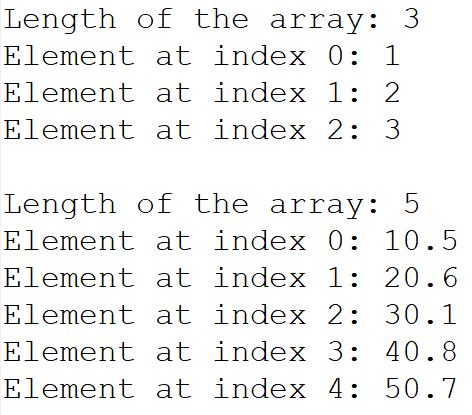 Length of the array: 3
Element at index 0: 1
Element at index 1: 2
Element at index 2: 3

Length of the array: 5
Element at index 0: 10.5
Element at index 1: 20.6
Element at index 2: 30.1
Element at index 3: 40.8
Element at index 4: 50.7